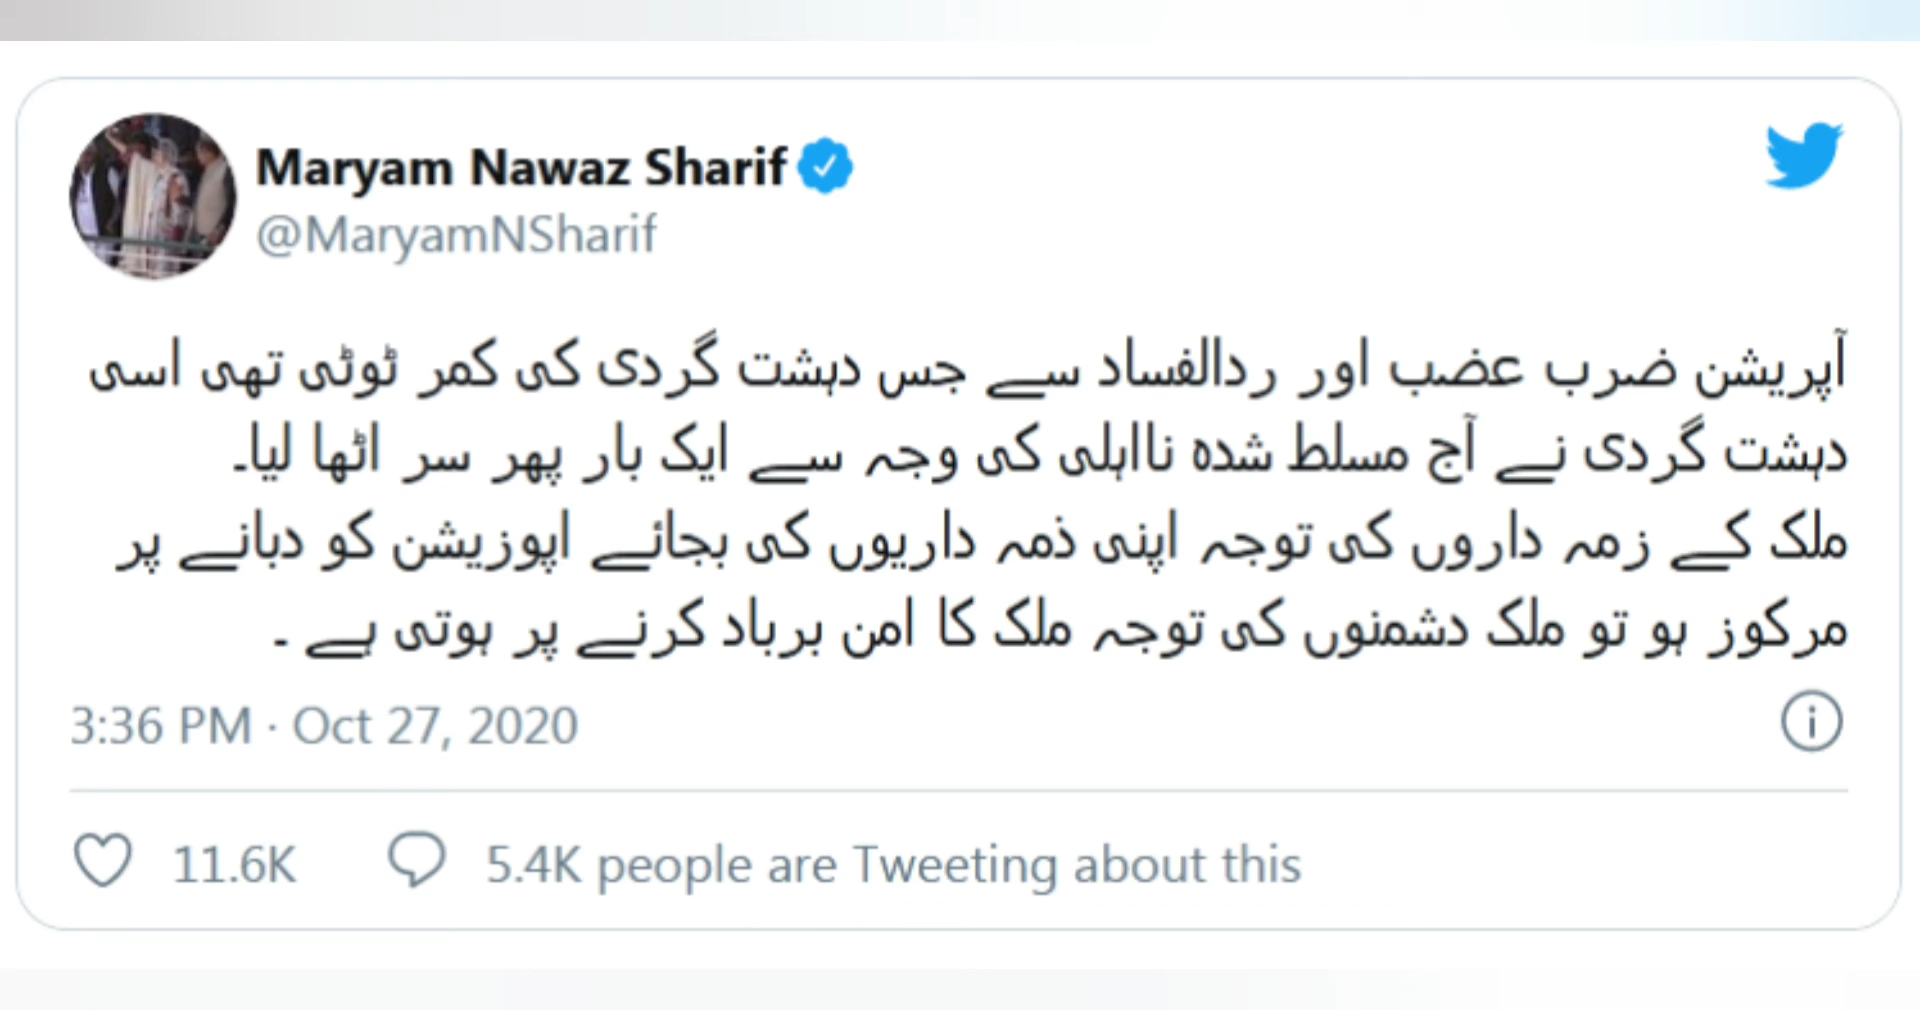 Maryam Nawaz Sharif
@MaryamNSharif
آپریشن ضرب عضب اور ردالفساد سے جس دہشت گردی کی کمر ٹوٹی تھی اسی
دہشت گردی نے آج مسلط شدہ نااہلی کی وجہ سے ایک بار پھر سر اٹھا لیا۔
ملک کے زمہ داروں کی توجہ اپنی ذمہ داریوں کی بجائے اپوزیشن کو دبانے پر
مرکوز ہو تو ملک دشمنوں کی توجہ ملک کا امن برباد کرنے پر ہوتی ہے ۔
3:36 PM · Oct 27, 2020
11.6K 5.4K people are Tweeting about this